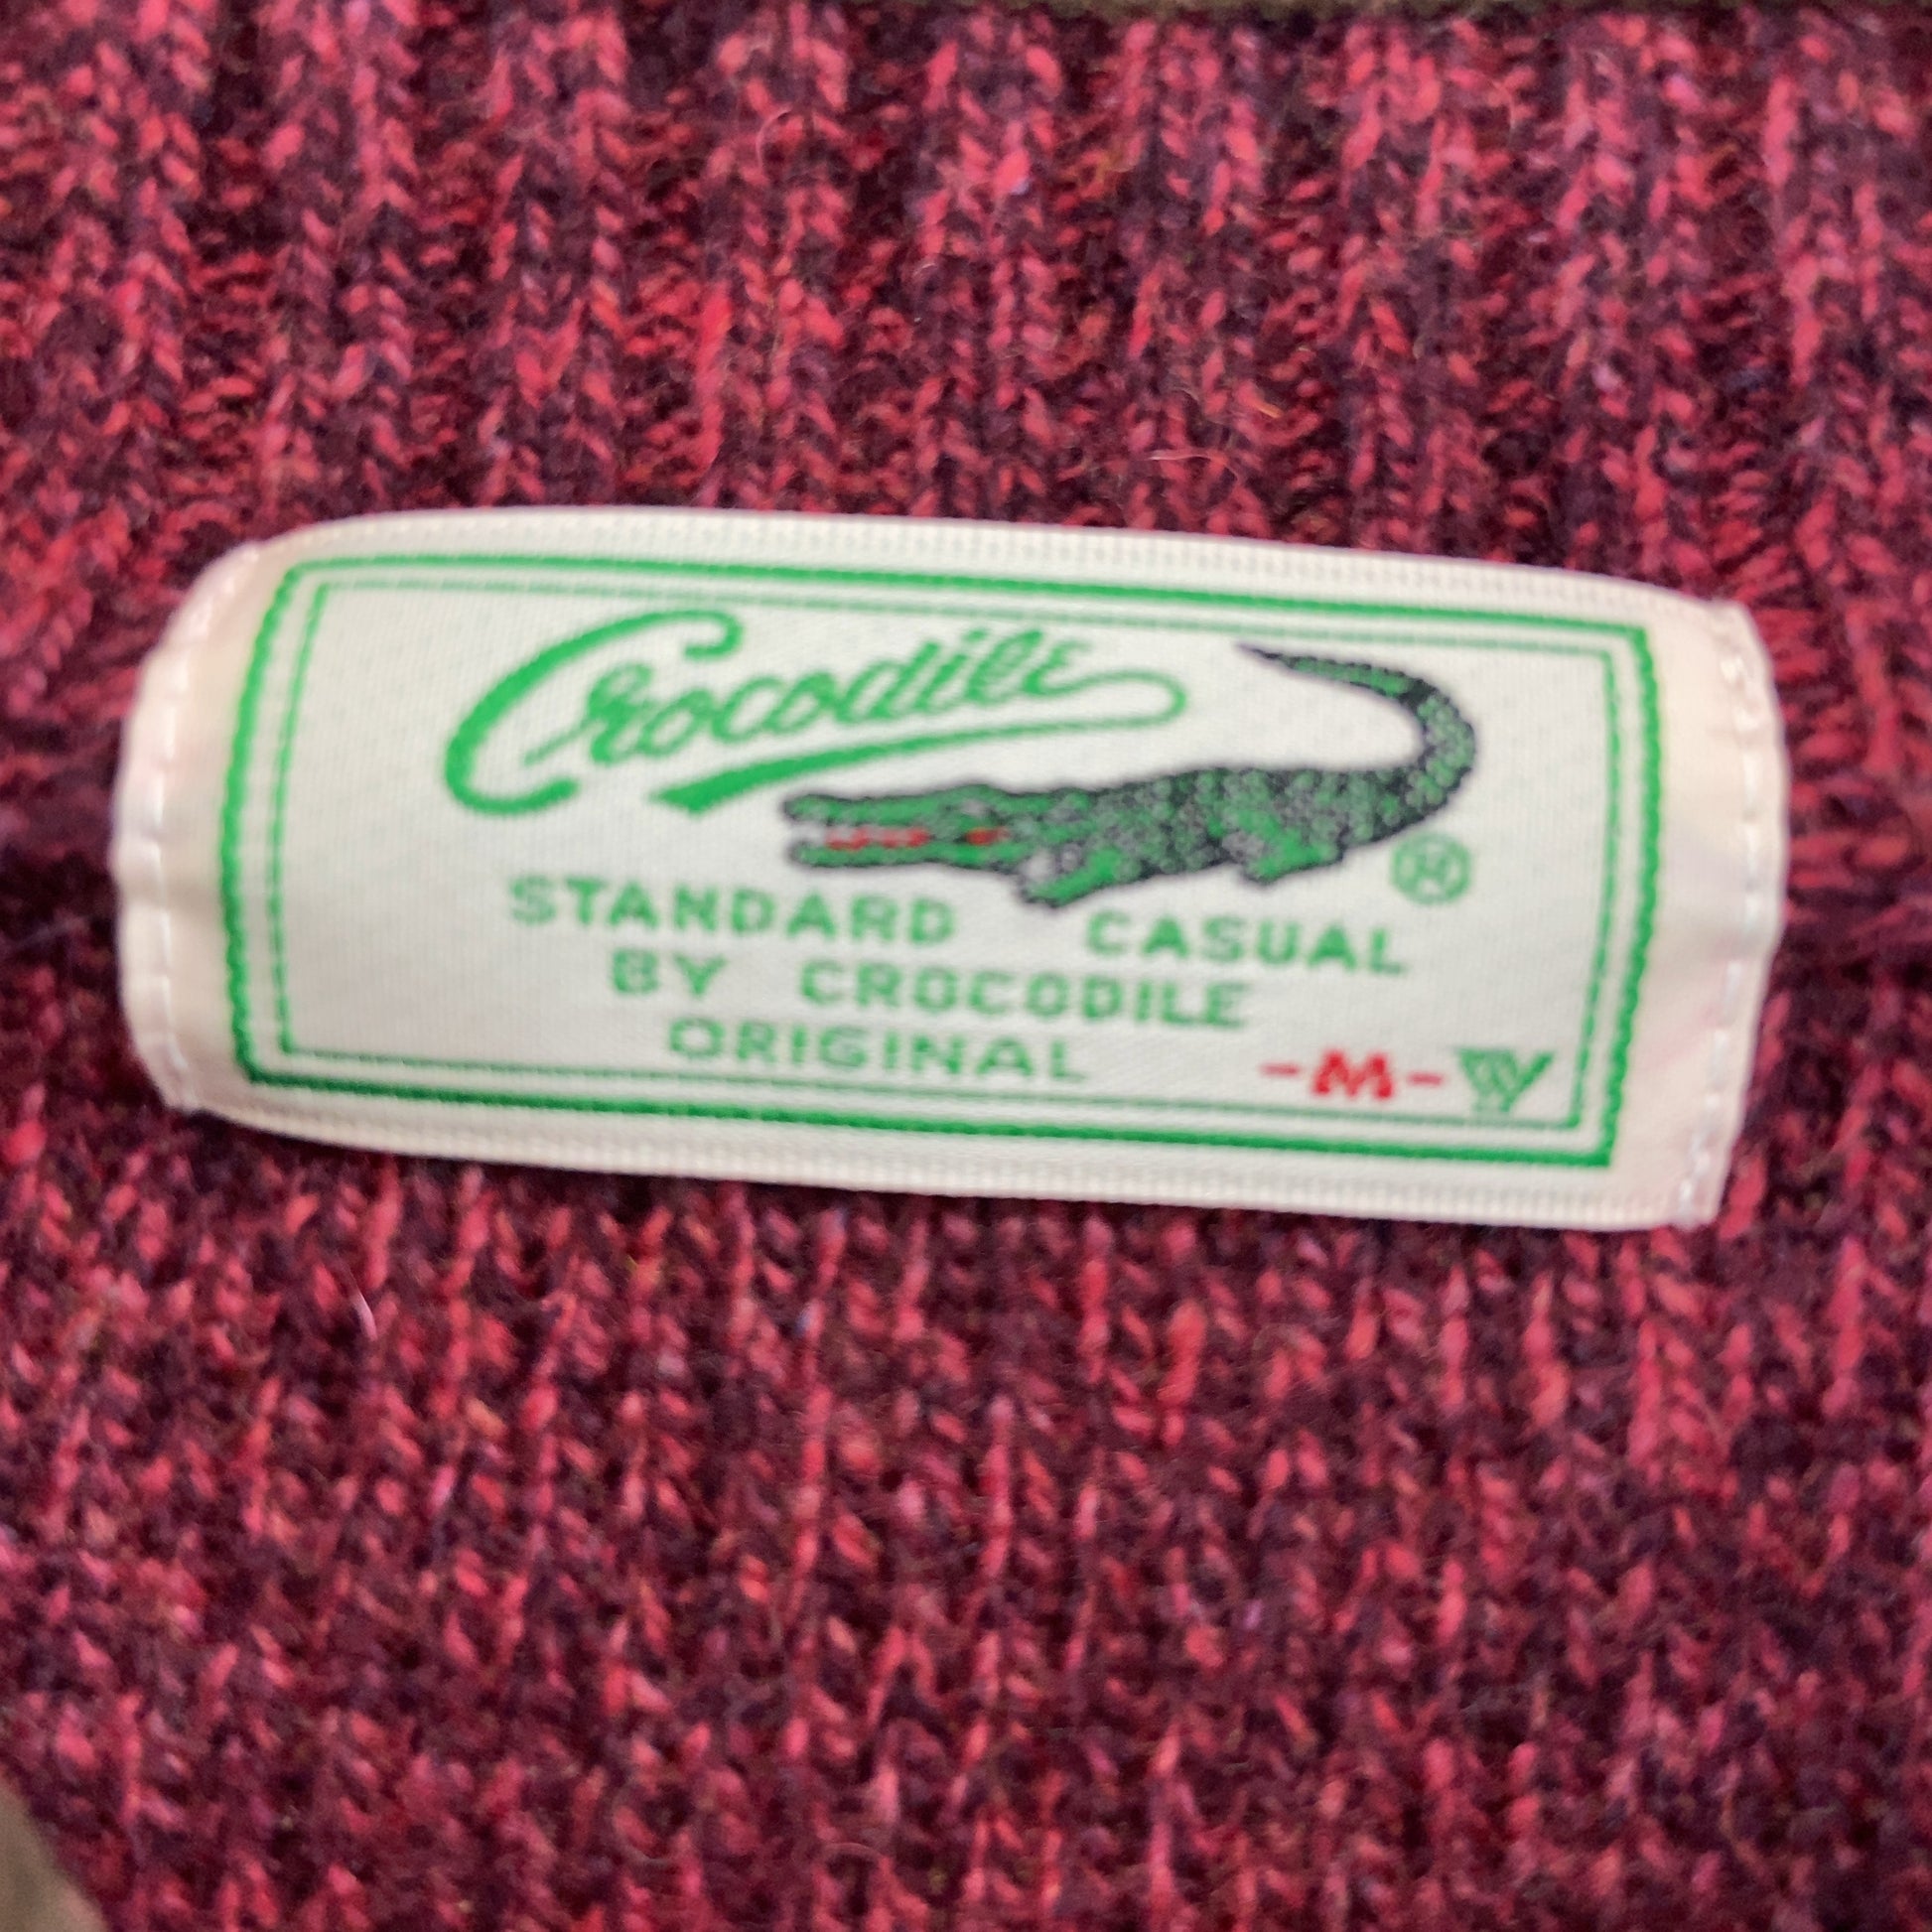 Crocodile
®
STANDARD CASUAL
BY CROCODILE
ORIGINAL
-M-